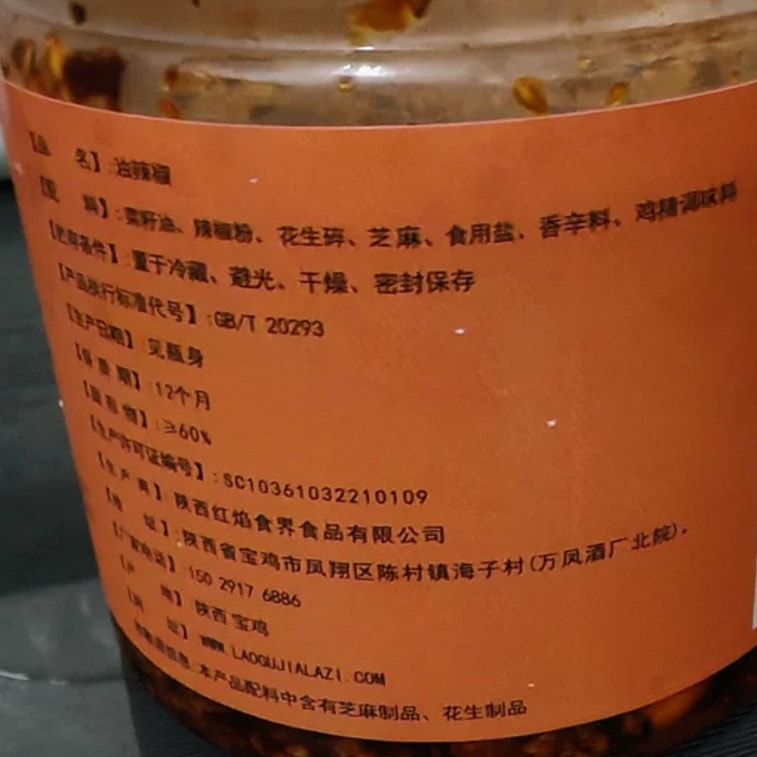 【品 名】:油辣椒
【配 料】:菜籽油、辣椒粉、花生碎、芝麻、食用盐、香辛料、鸡精调味料
【贮存条件】:置于冷藏、避光、干燥、密封保存
【产品执行标准代号】:GB/T 20293
【生产日期】:见瓶身
【保 质 期】:12个月
【固 形 物】:≥60%
【生产许可证编号】:SC10361032210109
【生 产 商】陕西红焰食界食品有限公司
【地 址】:陕西省宝鸡市凤翔区陈村镇海子村(万凤酒厂北院)。
【厂家电话】:150 2917 6886
【产 地】陕西 宝鸡
【网 址】WWW.LAOGUJIALAZI.COM
致敏源信息:本产品配料中含有芝麻制品、花生制品